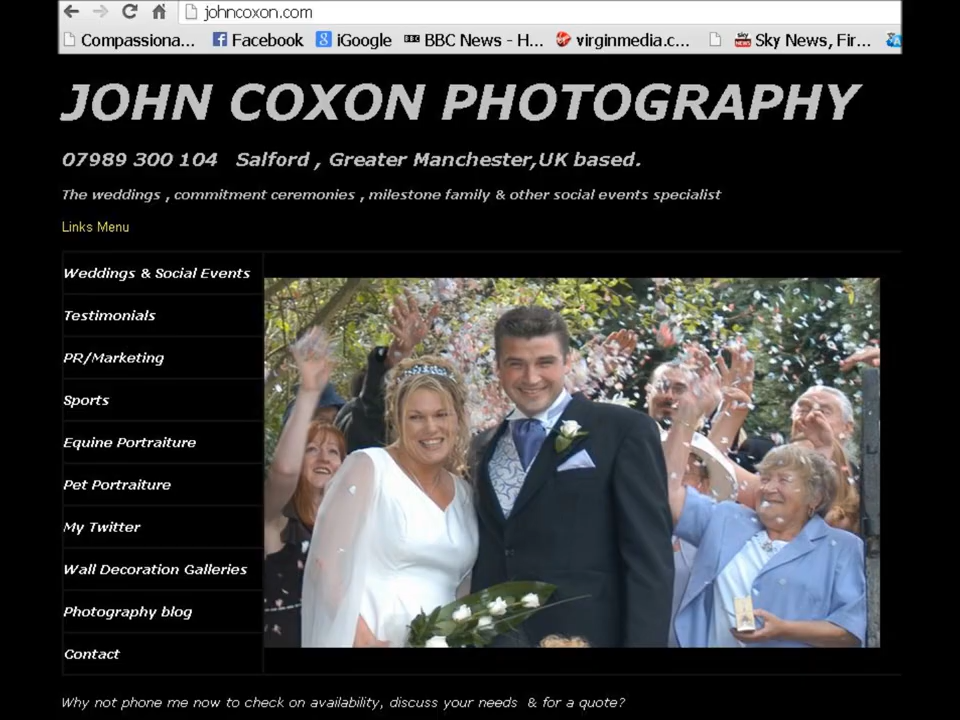 johncoxon.com
Compassiona... Facebook iGoogle BBC News - H... virginmedia.c... Sky News, Fir...
JOHN COXON PHOTOGRAPHY
07989 300 104 Salford , Greater Manchester,UK based.
The weddings , commitment ceremonies , milestone family & other social events specialist
Links Menu
Weddings & Social Events
Testimonials
PR/Marketing
Sports
Equine Portraiture
Pet Portraiture
My Twitter
Wall Decoration Galleries
Photography blog
Contact
Why not phone me now to check on availability, discuss your needs & for a quote?